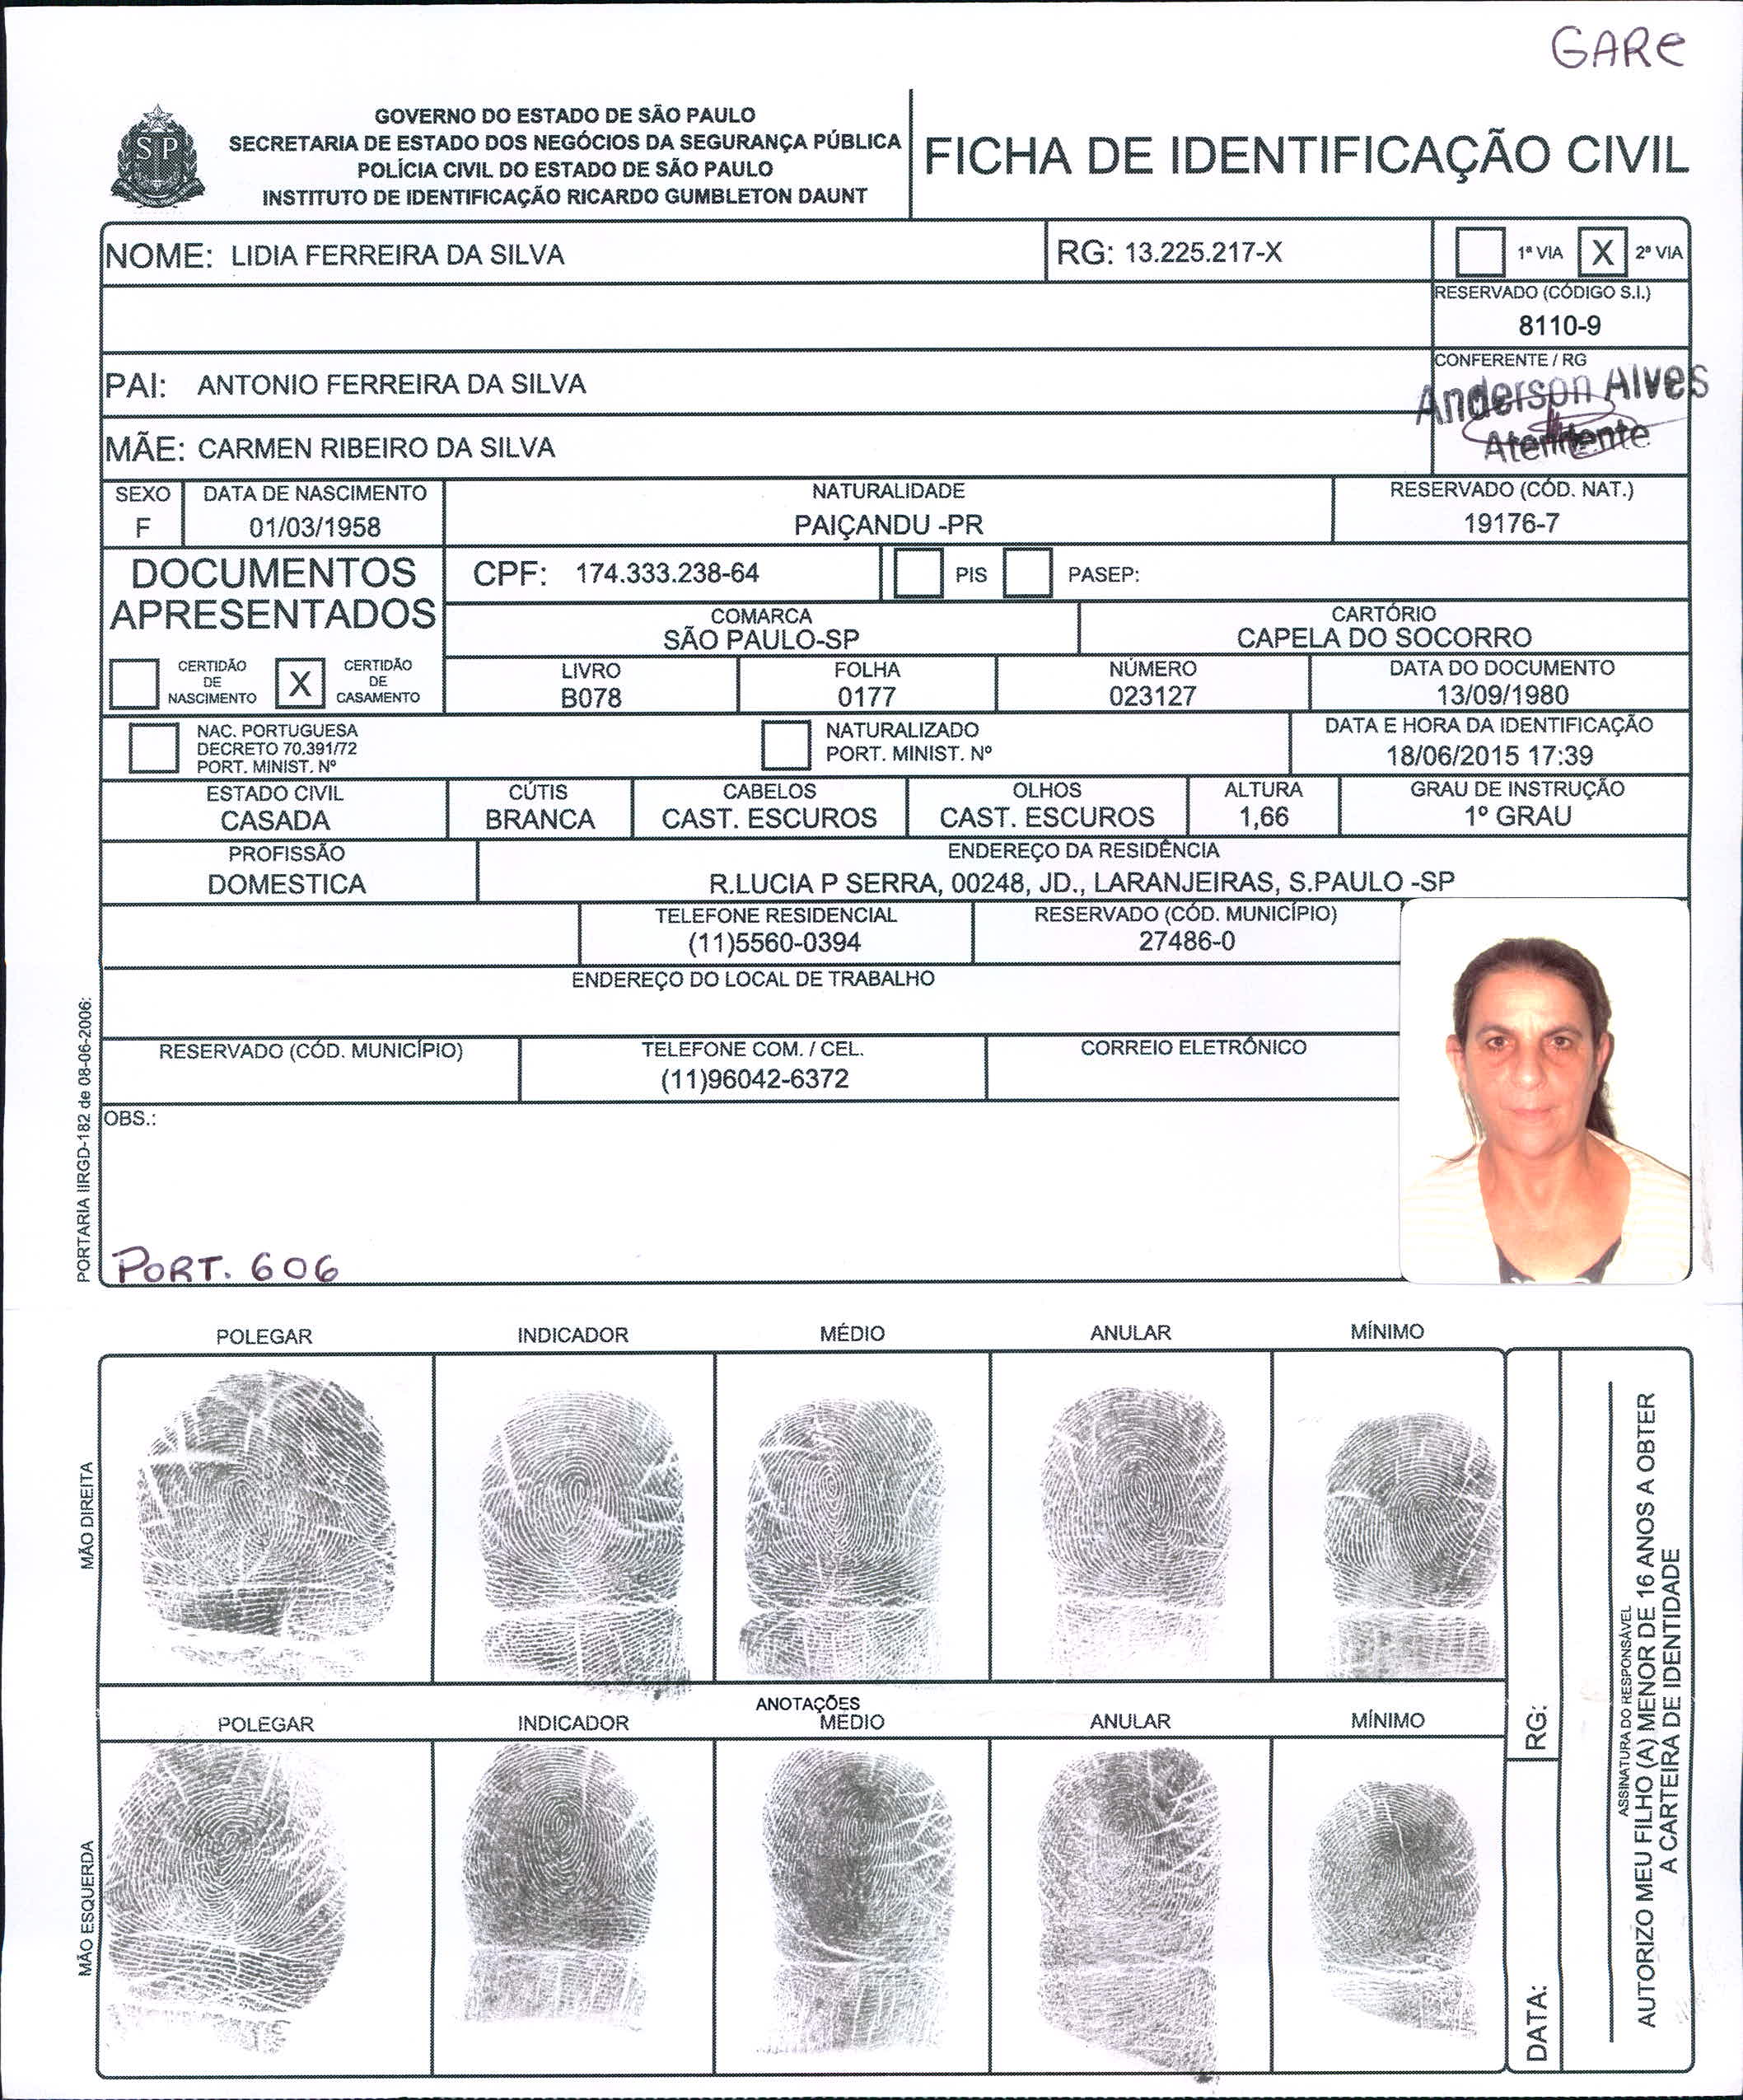 GARE
GOVERNO DO ESTADO DE SÃO PAULO
SECRETARIA DE ESTADO DOS NEGÓCIOS DA SEGURANÇA PÚBLICA
POLÍCIA CIVIL DO ESTADO DE SÃO PAULO
INSTITUTO DE IDENTIFICAÇÃO RICARDO GUMBLETON DAUNT
SP
FICHA DE IDENTIFICAÇÃO CIVIL
NOME: LIDIA FERREIRA DA SILVA
RG: 13.225.217-X
1ª VIA X 2ª VIA
RESERVADO (CÓDIGO S.I.)
8110-9
PAI: ANTONIO FERREIRA DA SILVA
CONFERENTE / RG
Anderson Alves
Atendente
MÃE: CARMEN RIBEIRO DA SILVA
SEXO
F
DATA DE NASCIMENTO
01/03/1958
NATURALIDADE
PAIÇANDU -PR
RESERVADO (CÓD. NAT.)
19176-7
DOCUMENTOS
APRESENTADOS
CPF: 174.333.238-64
PIS
PASEP:
COMARCA
SÃO PAULO-SP
CARTÓRIO
CAPELA DO SOCORRO
CERTIDÃO
DE
NASCIMENTO
X
CERTIDÃO
DE
CASAMENTO
LIVRO
B078
FOLHA
0177
NÚMERO
023127
DATA DO DOCUMENTO
13/09/1980
NAC. PORTUGUESA
DECRETO 70.391/72
PORT. MINIST. Nº
NATURALIZADO
PORT. MINIST. Nº
DATA E HORA DA IDENTIFICAÇÃO
18/06/2015 17:39
ESTADO CIVIL
CASADA
CÚTIS
BRANCA
CABELOS
CAST. ESCUROS
OLHOS
CAST. ESCUROS
ALTURA
1,66
GRAU DE INSTRUÇÃO
1º GRAU
PROFISSÃO
DOMESTICA
ENDEREÇO DA RESIDÊNCIA
R.LUCIA P SERRA, 00248, JD., LARANJEIRAS, S.PAULO -SP
TELEFONE RESIDENCIAL
(11)5560-0394
RESERVADO (CÓD. MUNICÍPIO)
27486-0
ENDEREÇO DO LOCAL DE TRABALHO
RESERVADO (CÓD. MUNICÍPIO)
TELEFONE COM. / CEL.
(11)96042-6372
CORREIO ELETRÔNICO
OBS.:
PORT. 606
PORTARIA IIRGD-182 de 08-06-2006:
POLEGAR INDICADOR MÉDIO ANULAR MÍNIMO
MÃO DIREITA
ANOTAÇÕES
POLEGAR INDICADOR MEDIO ANULAR MÍNIMO
MÃO ESQUERDA
RG:
DATA:
ASSINATURA DO RESPONSÁVEL
AUTORIZO MEU FILHO (A) MENOR DE 16 ANOS A OBTER
A CARTEIRA DE IDENTIDADE